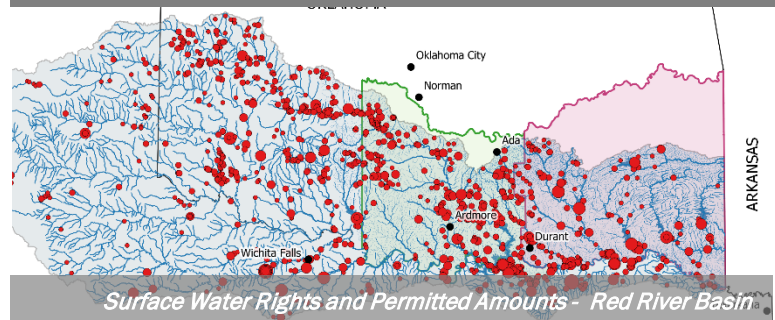 Oklahoma City
Norman
Ada
ARKANSAS
Ardmore
Durant
Wichita Falls
Surface Water Rights and Permitted Amounts - Red River Basin